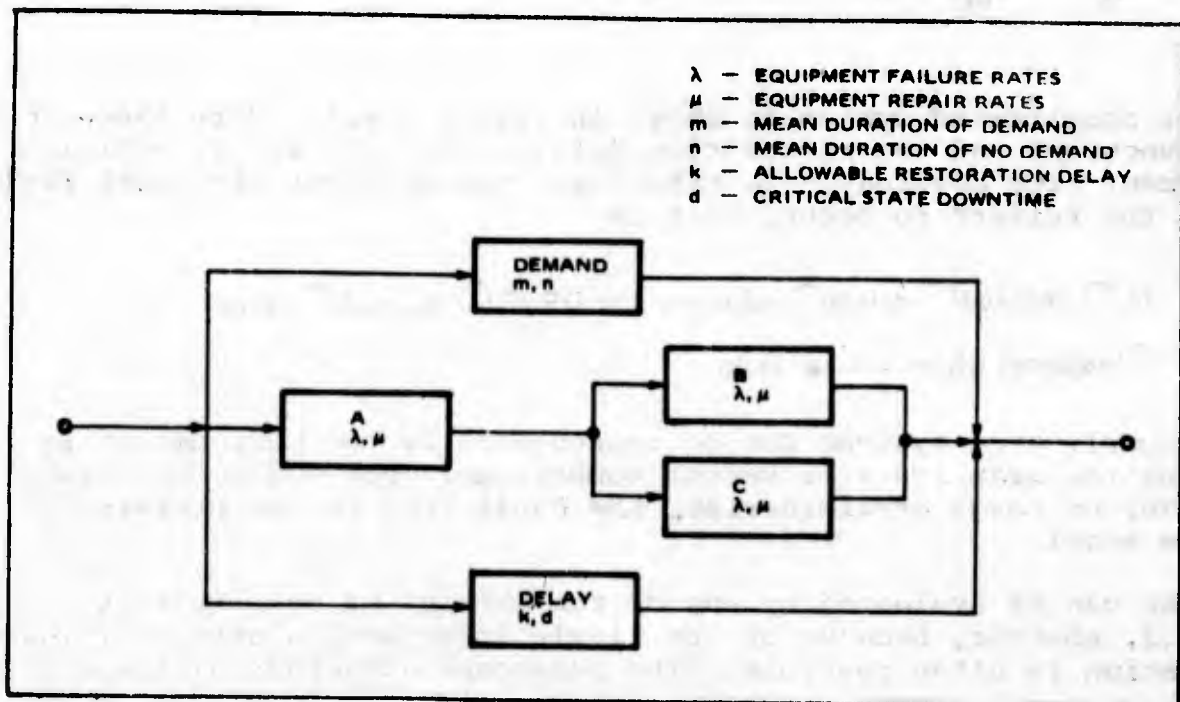 λ – EQUIPMENT FAILURE RATES
μ – EQUIPMENT REPAIR RATES
m – MEAN DURATION OF DEMAND
n – MEAN DURATION OF NO DEMAND
k – ALLOWABLE RESTORATION DELAY
d – CRITICAL STATE DOWNTIME
DEMAND
m, n
A
λ, μ
B
λ, μ
C
λ, μ
DELAY
k, d